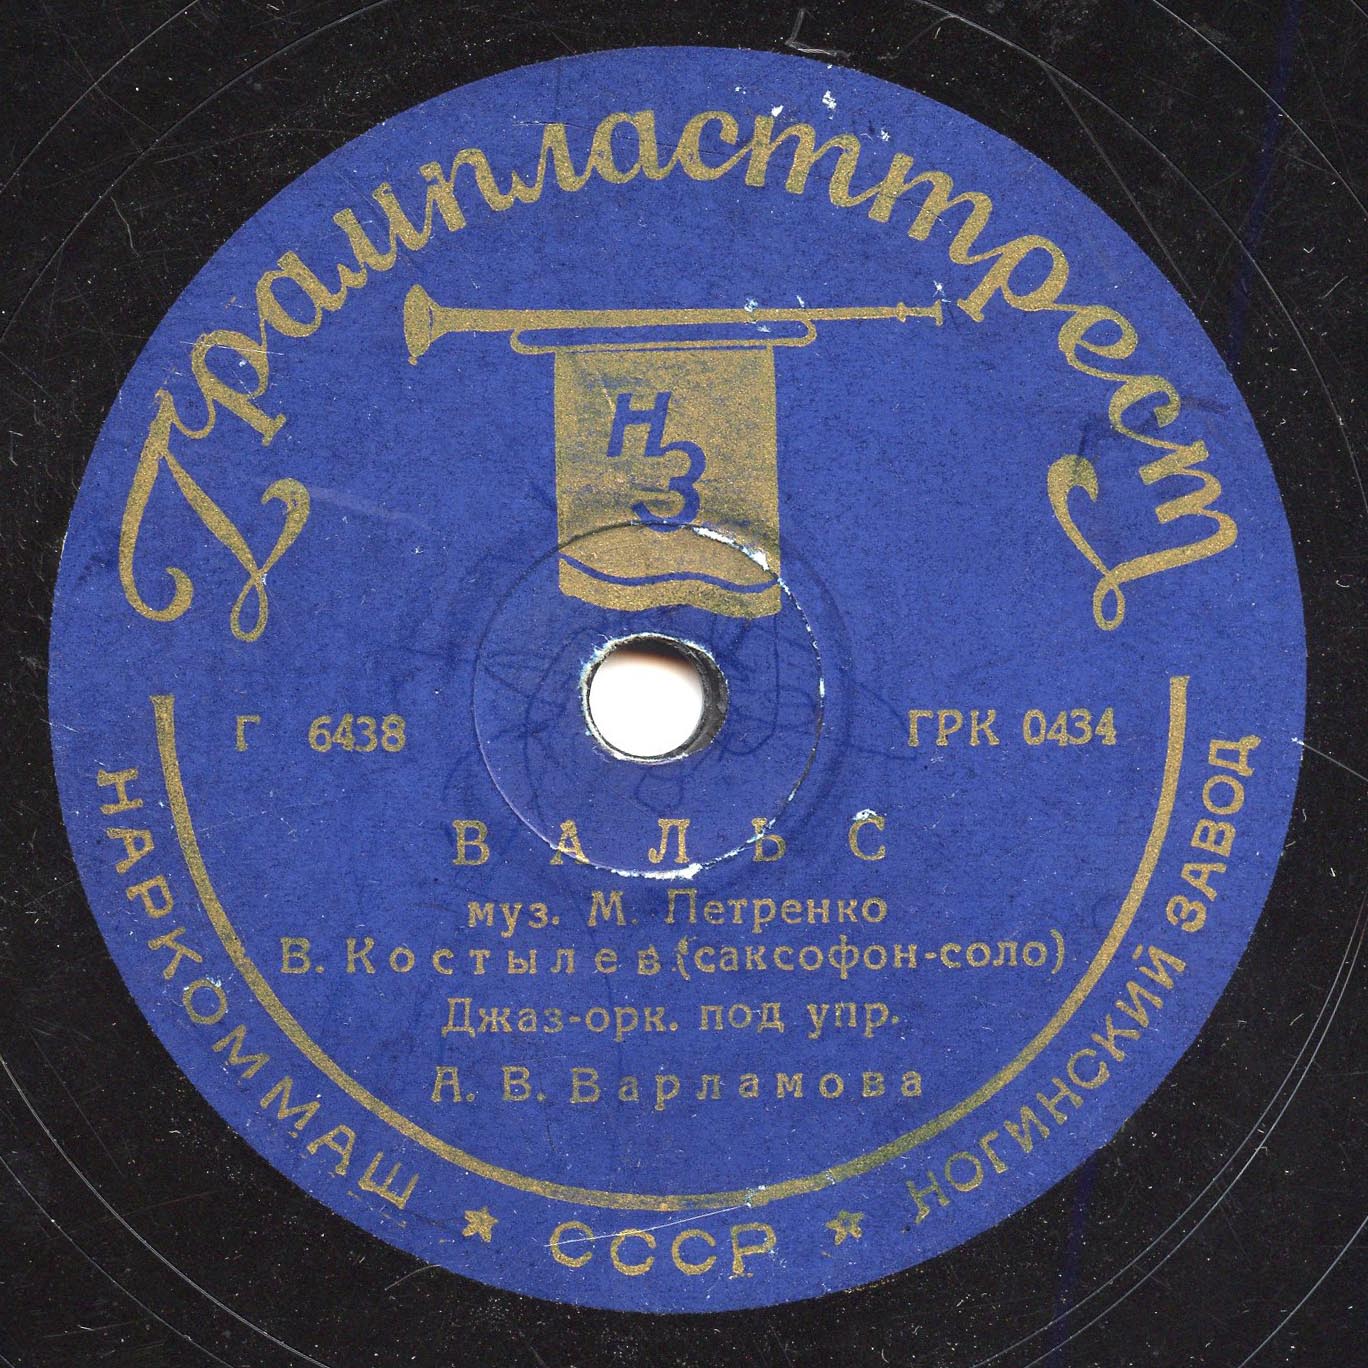 Грампласттрест
НЗ
Г 6438
ГРК 0434
ВАЛЬС
муз. М. Петренко
В. Костылев (саксофон-соло)
Джаз-орк. под упр.
А. В. Варламова
НАРКОММАШ ★ СССР ★ НОГИНСКИЙ ЗАВОД